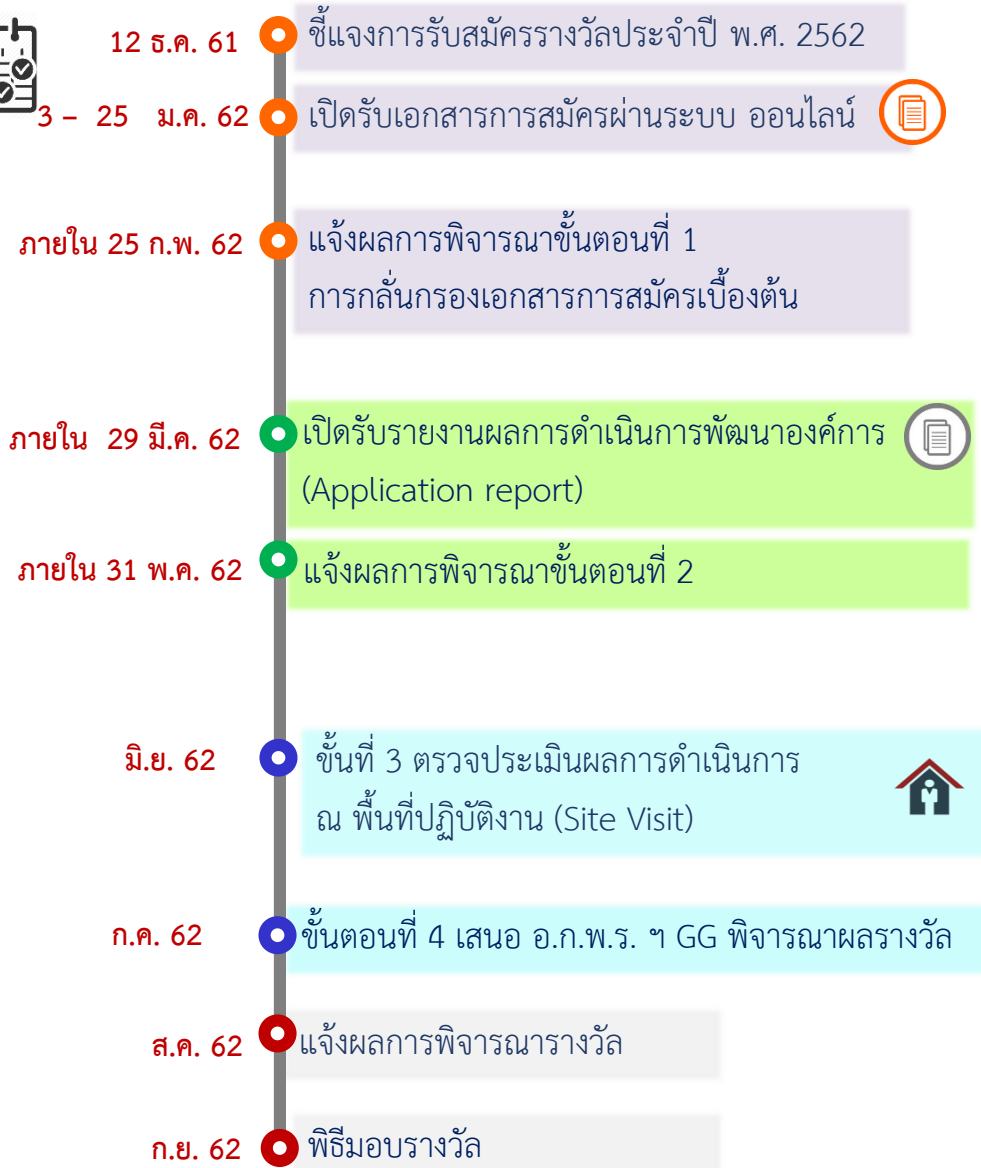 12 ธ.ค. 61 ชี้แจงการรับสมัครรางวัลประจำปี พ.ศ. 2562
3 – 25 ม.ค. 62 เปิดรับเอกสารการสมัครผ่านระบบ ออนไลน์
ภายใน 25 ก.พ. 62 แจ้งผลการพิจารณาขั้นตอนที่ 1
การกลั่นกรองเอกสารการสมัครเบื้องต้น
ภายใน 29 มี.ค. 62 เปิดรับรายงานผลการดำเนินการพัฒนาองค์การ
(Application report)
ภายใน 31 พ.ค. 62 แจ้งผลการพิจารณาขั้นตอนที่ 2
มิ.ย. 62 ขั้นที่ 3 ตรวจประเมินผลการดำเนินการ
ณ พื้นที่ปฏิบัติงาน (Site Visit)
ก.ค. 62 ขั้นตอนที่ 4 เสนอ อ.ก.พ.ร. ฯ GG พิจารณาผลรางวัล
ส.ค. 62 แจ้งผลการพิจารณารางวัล
ก.ย. 62 พิธีมอบรางวัล